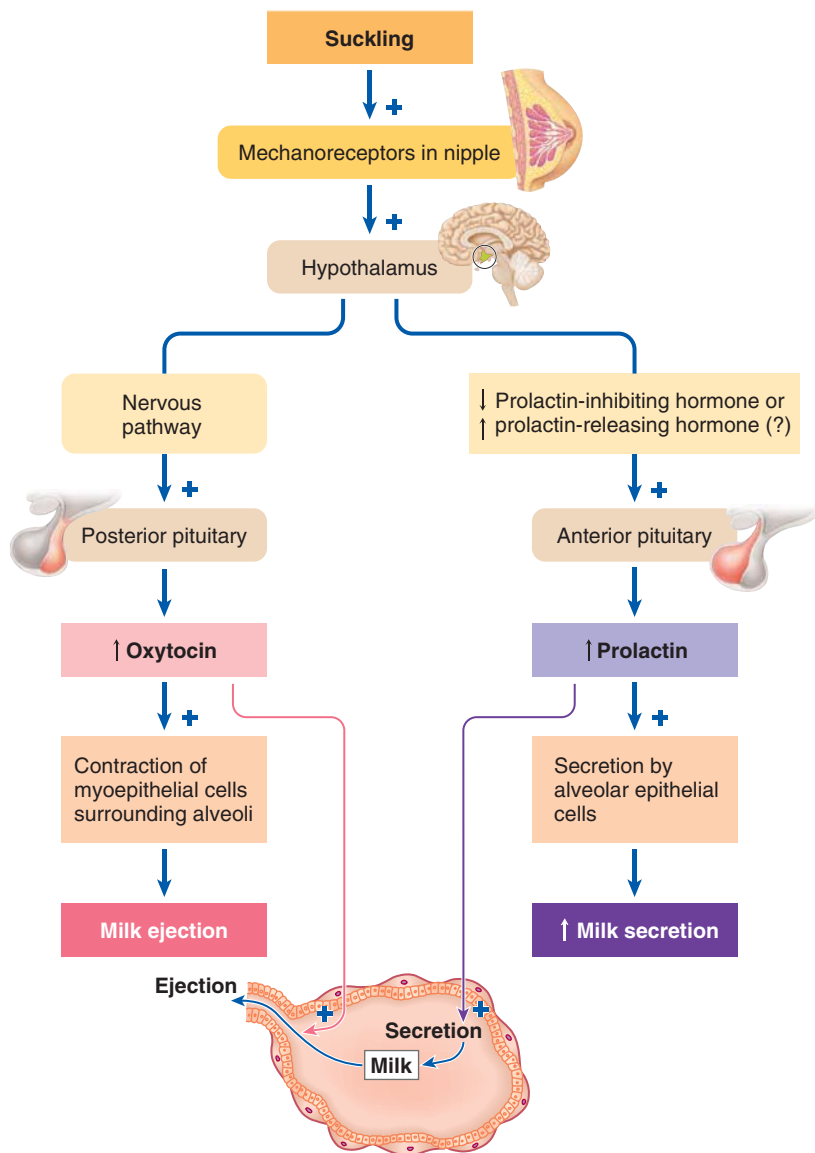 Suckling
+
Mechanoreceptors in nipple
+
Hypothalamus
Nervous
pathway
+
Posterior pituitary
↑ Oxytocin
+
Contraction of
myoepithelial cells
surrounding alveoli
Milk ejection
↓ Prolactin-inhibiting hormone or
↑ prolactin-releasing hormone (?)
+
Anterior pituitary
↑ Prolactin
+
Secretion by
alveolar epithelial
cells
↑ Milk secretion
Ejection
+
+
Secretion
Milk